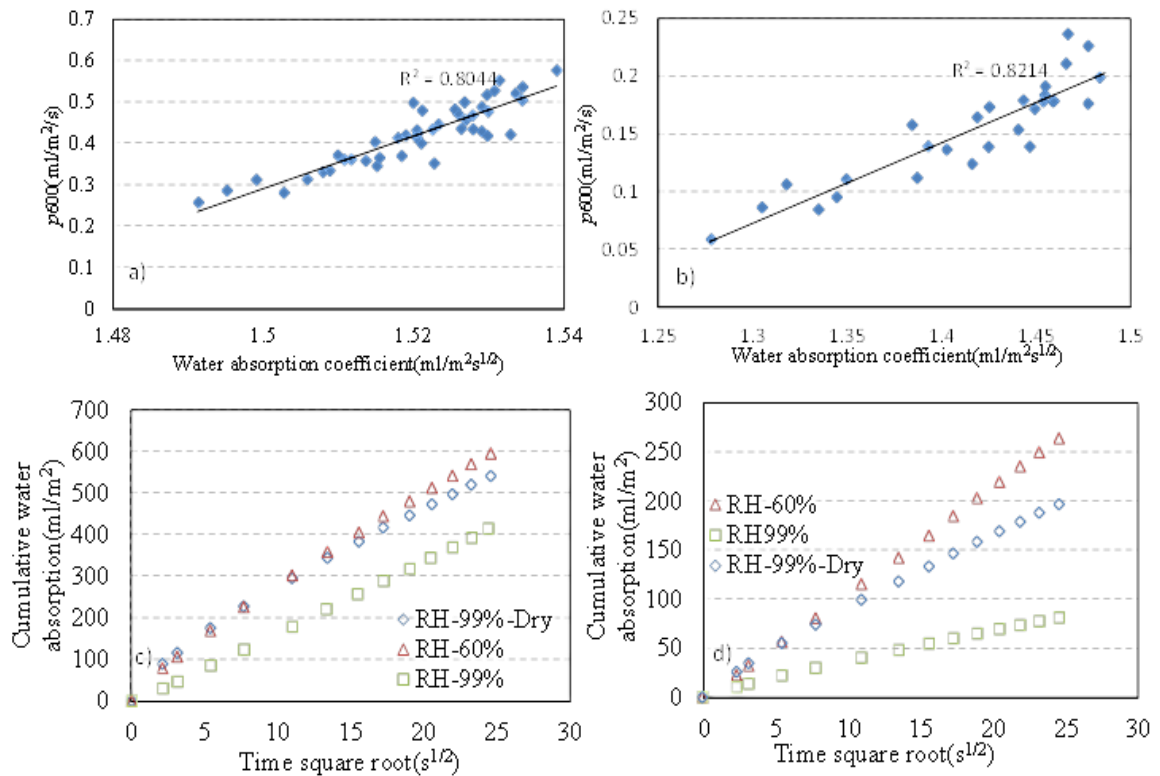 0.7
0.6
0.5
0.4
0.3
0.2
0.1
0
p600(ml/m²/s)
R² = 0.8044
a)
1.48
1.5
1.52
1.54
Water absorption coefficient(ml/m²s¹/²)
0.25
0.2
0.15
0.1
0.05
0
p600(ml/m²/s)
R² = 0.8214
b)
1.25
1.3
1.35
1.4
1.45
1.5
Water absorption coefficient(ml/m²s¹/²)
700
600
500
400
300
200
100
0
Cumulative water
absorption(ml/m²)
c)
RH-99%-Dry
RH-60%
RH-99%
0
5
10
15
20
25
30
Time square root(s¹/²)
300
250
200
150
100
50
0
Cumulative water
absorption(ml/m²)
RH-60%
RH99%
RH-99%-Dry
d)
0
5
10
15
20
25
30
Time square root(s¹/²)